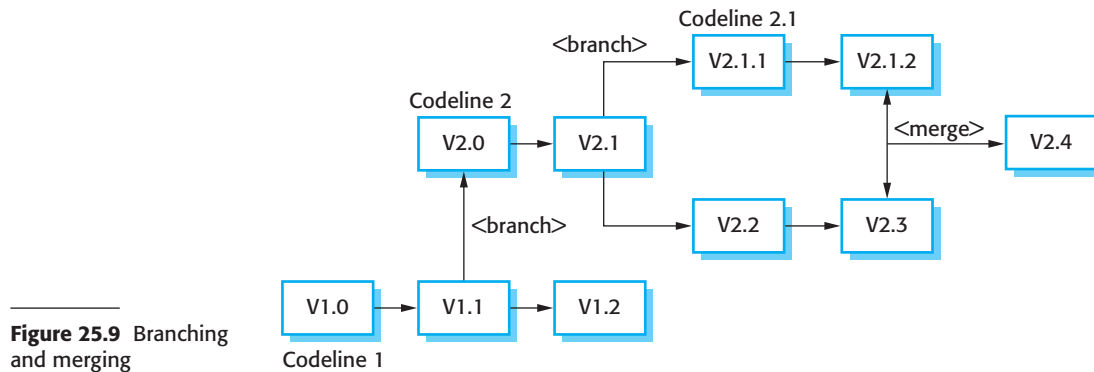 Codeline 2.1
<branch>
V2.1.1
V2.1.2
Codeline 2
V2.0
V2.1
<merge>
V2.4
<branch>
V2.2
V2.3
V1.0
V1.1
V1.2
Codeline 1
Figure 25.9 Branching
and merging